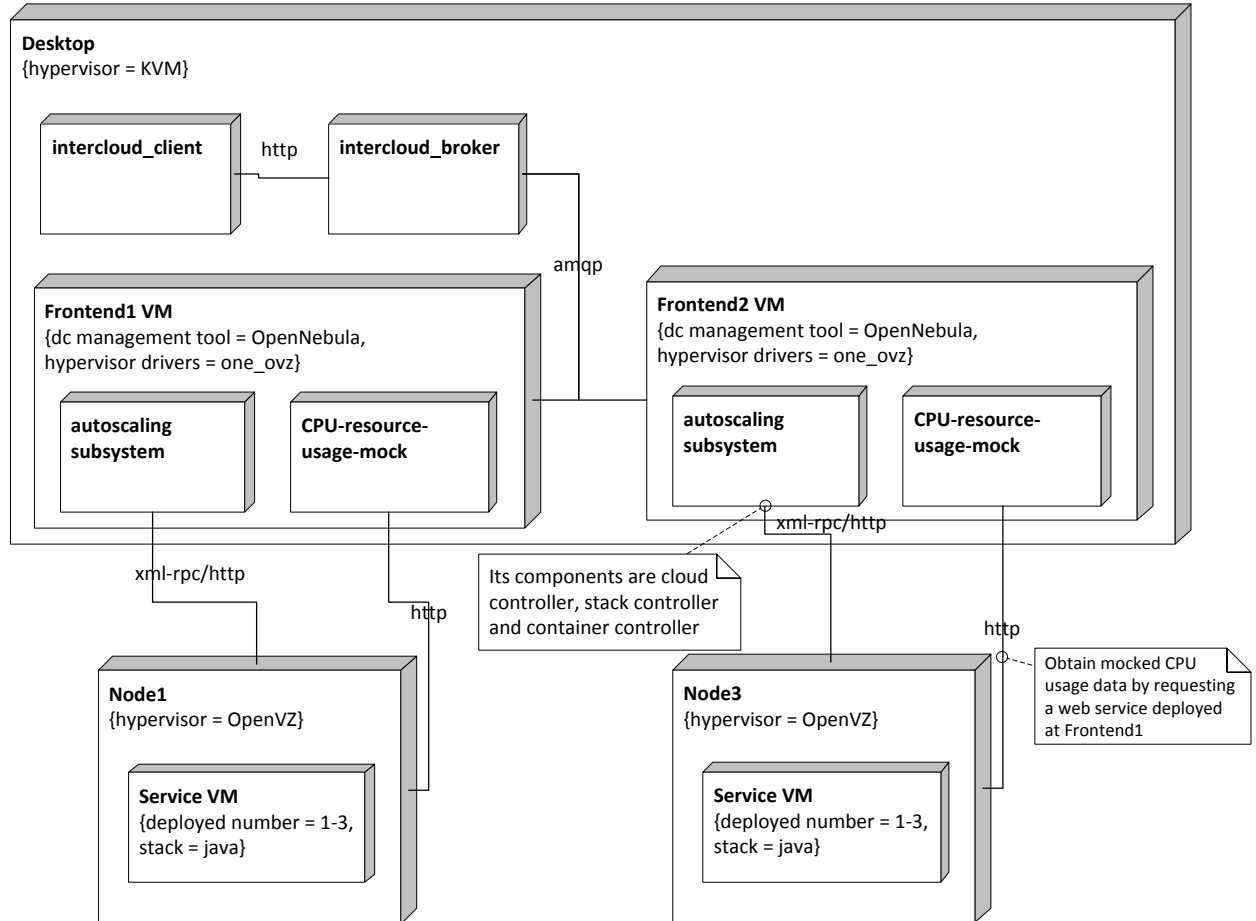 Desktop
{hypervisor = KVM}
intercloud_client
http
intercloud_broker
amqp
Frontend1 VM
{dc management tool = OpenNebula,
hypervisor drivers = one_ovz}
autoscaling
subsystem
CPU-resource-
usage-mock
Frontend2 VM
{dc management tool = OpenNebula,
hypervisor drivers = one_ovz}
autoscaling
subsystem
CPU-resource-
usage-mock
xml-rpc/http
http
xml-rpc/http
Its components are cloud
controller, stack controller
and container controller
http
Obtain mocked CPU
usage data by requesting
a web service deployed
at Frontend1
Node1
{hypervisor = OpenVZ}
Service VM
{deployed number = 1-3,
stack = java}
Node3
{hypervisor = OpenVZ}
Service VM
{deployed number = 1-3,
stack = java}